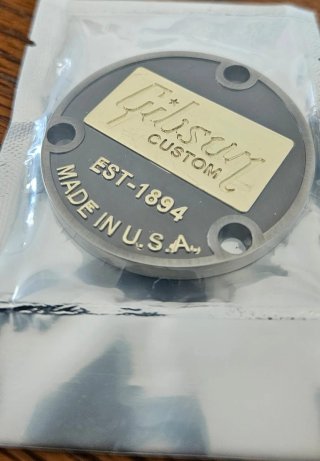 Gibson
CUSTOM
EST-1894
MADE IN U.S.A